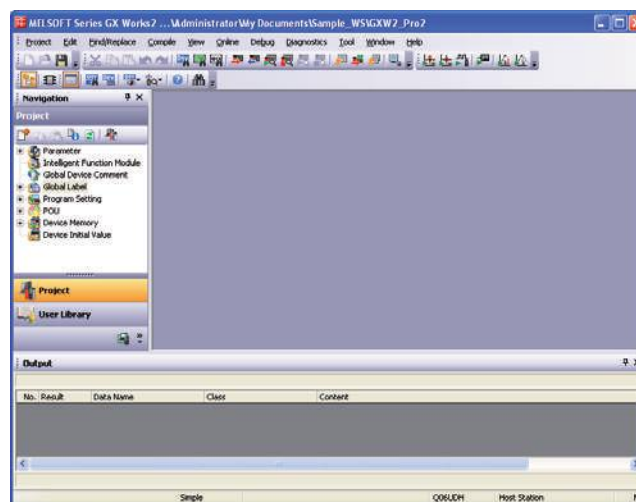 MELSOFT Series GX Works2 ...\Administrator\My Documents\Sample_WS\GXW2_Pro2
Project Edit Find/Replace Compile View Online Debug Diagnostics Tool Window Help
Navigation
Project
Parameter
Intelligent Function Module
Global Device Comment
Global Label
Program Setting
POU
Device Memory
Device Initial Value
Project
User Library
Output
No. Result Data Name Class Content
Simple Q06UDH Host Station